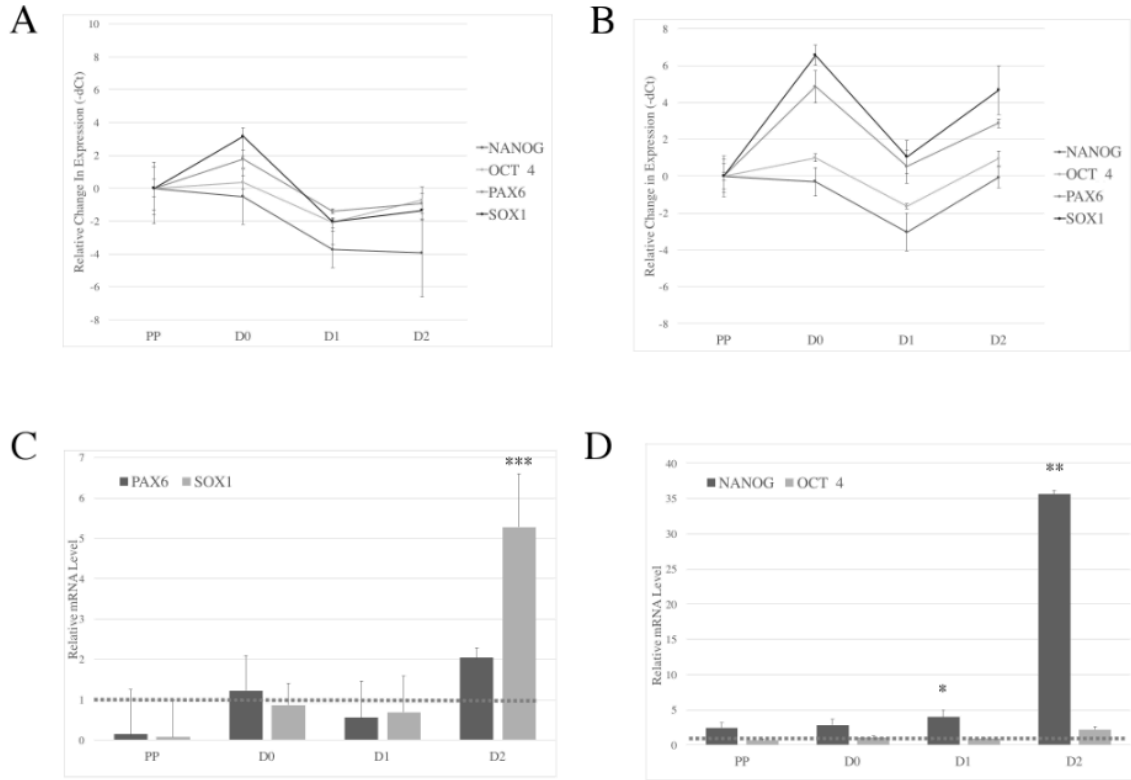 A
Relative Change In Expression (-dCt)
10
8
6
4
2
0
-2
-4
-6
-8
PP D0 D1 D2
NANOG
OCT 4
PAX6
SOX1
B
Relative Change in Expression (-dCt)
8
6
4
2
0
-2
-4
-6
-8
PP D0 D1 D2
NANOG
OCT 4
PAX6
SOX1
C
Relative mRNA Level
7
6
5
4
3
2
1
0
PAX6 SOX1
***
PP D0 D1 D2
D
Relative mRNA Level
40
35
30
25
20
15
10
5
0
NANOG OCT 4
*
**
PP D0 D1 D2